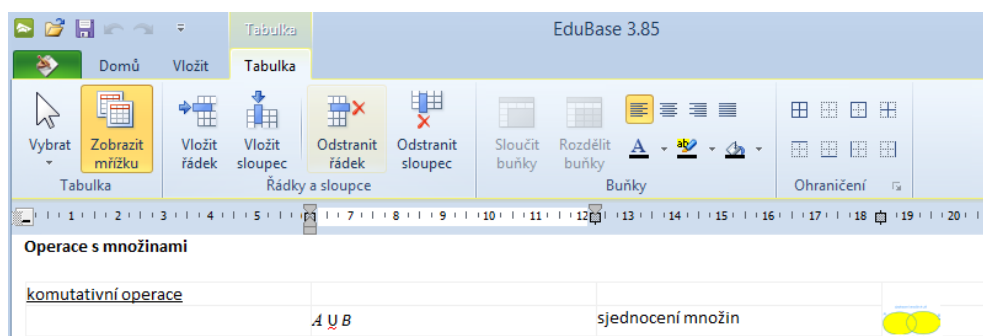 Tabulka EduBase 3.85
Domů Vložit Tabulka
Vybrat Zobrazit mřížku Vložit řádek Vložit sloupec Odstranit řádek Odstranit sloupec Sloučit buňky Rozdělit buňky A ab
Tabulka Řádky a sloupce Buňky Ohraničení
1 2 3 4 5 7 8 9 10 11 12 13 14 15 16 17 18 19 20
Operace s množinami
komutativní operace
A ∪ B sjednocení množin